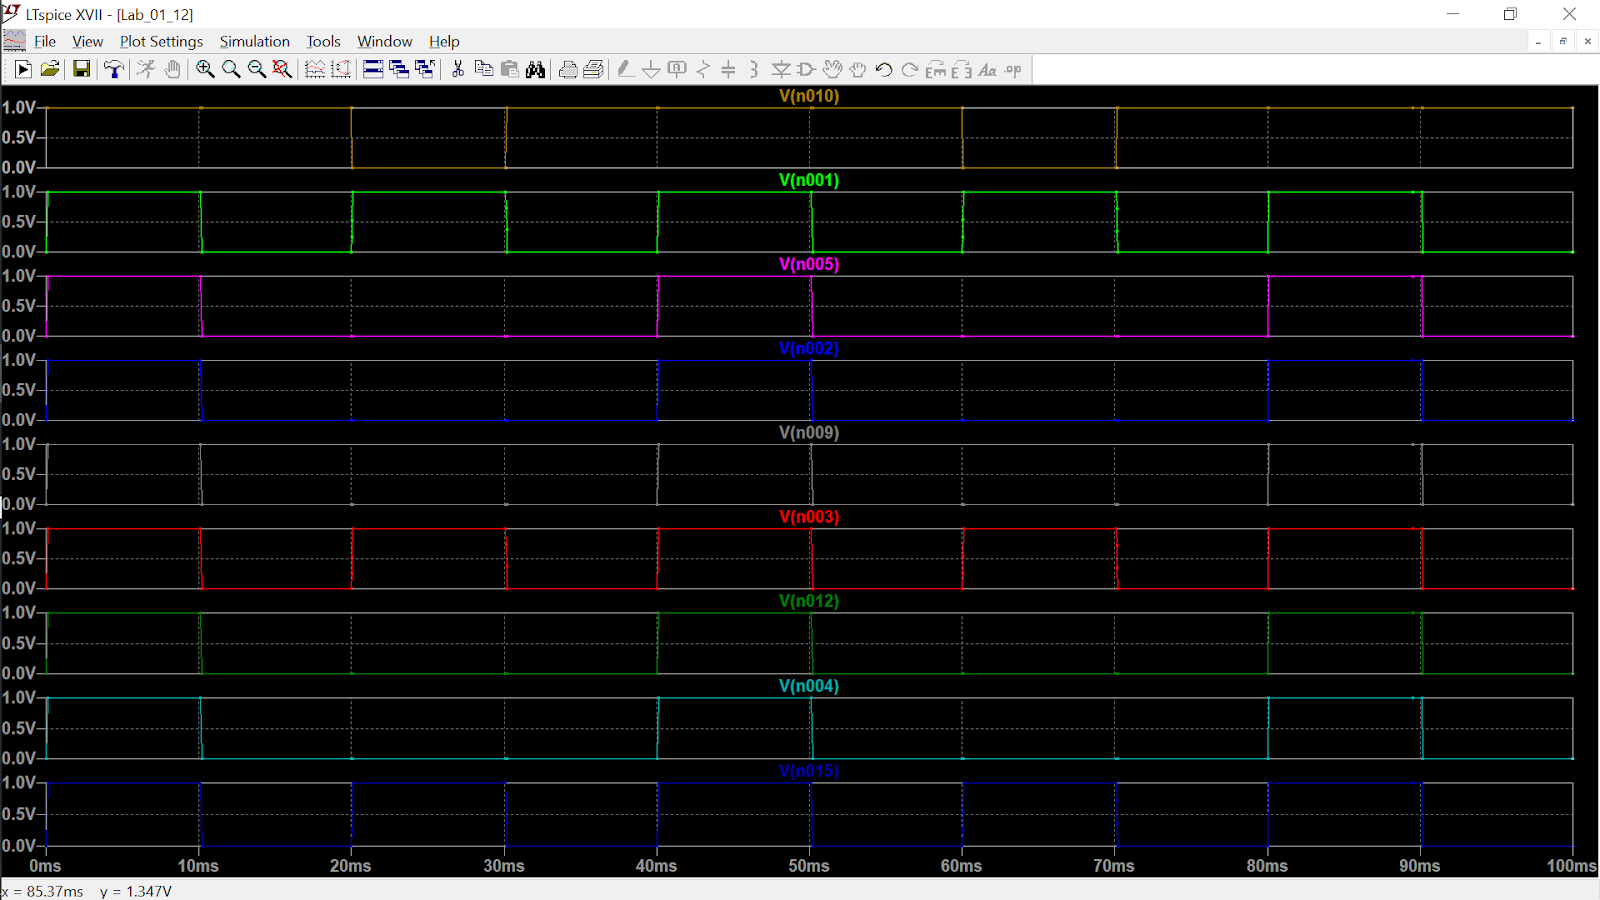 LTspice XVII - [Lab_01_12]
File View Plot Settings Simulation Tools Window Help
V(n010)
1.0V
0.5V
0.0V
V(n001)
1.0V
0.5V
0.0V
V(n005)
1.0V
0.5V
0.0V
V(n002)
1.0V
0.5V
0.0V
V(n009)
1.0V
0.5V
0.0V
V(n003)
1.0V
0.5V
0.0V
V(n012)
1.0V
0.5V
0.0V
V(n004)
1.0V
0.5V
0.0V
V(n015)
1.0V
0.5V
0.0V
0ms 10ms 20ms 30ms 40ms 50ms 60ms 70ms 80ms 90ms 100ms
x = 85.37ms y = 1.347V